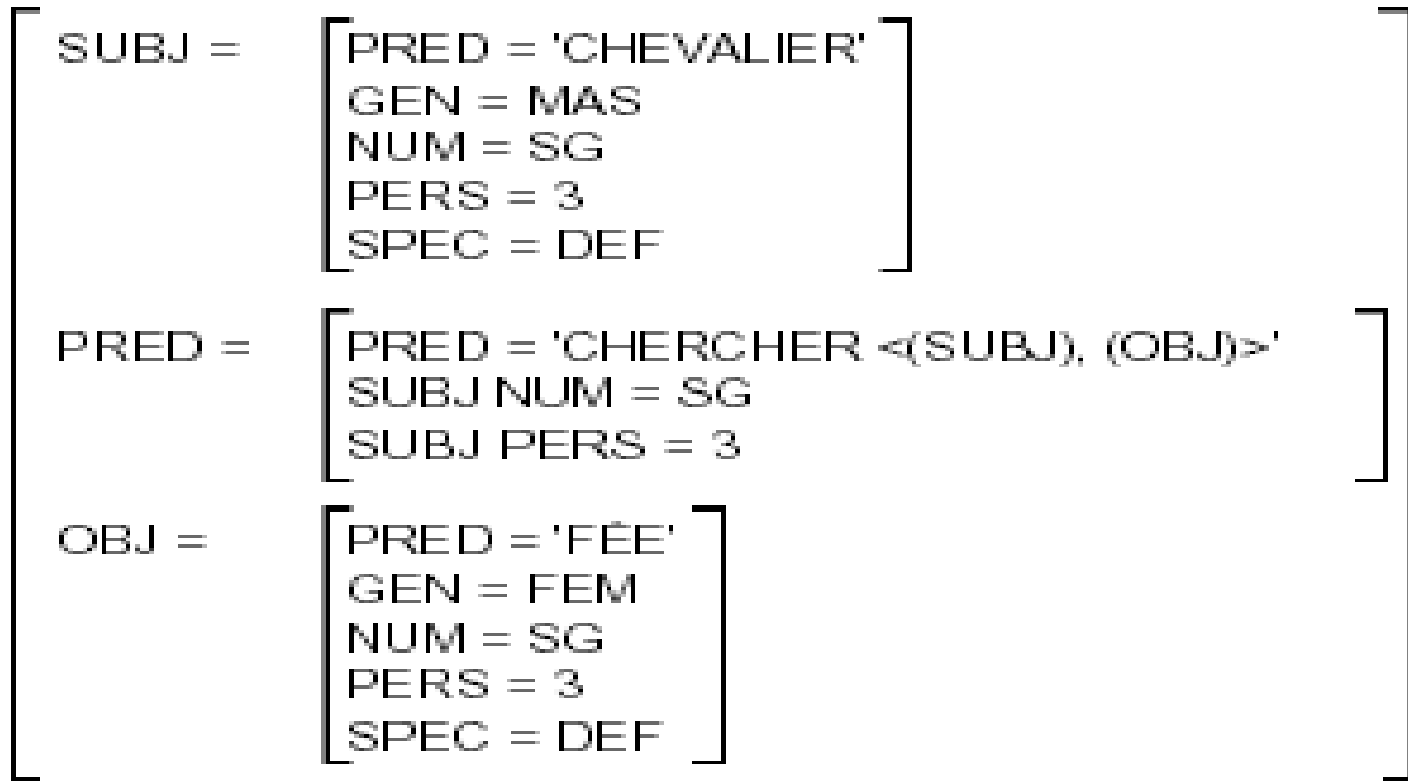 SUBJ = PRED = 'CHEVALIER'
GEN = MAS
NUM = SG
PERS = 3
SPEC = DEF
PRED = PRED = 'CHERCHER <(SUBJ), (OBJ)>'
SUBJ NUM = SG
SUBJ PERS = 3
OBJ = PRED = 'FÉE'
GEN = FEM
NUM = SG
PERS = 3
SPEC = DEF